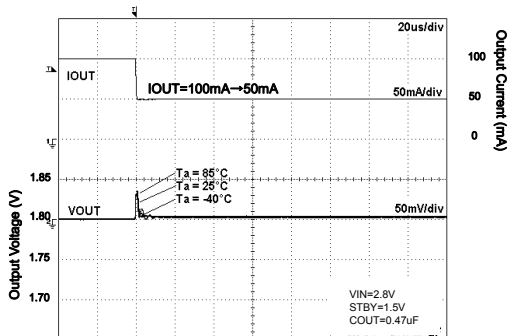 20us/div
IOUT
IOUT=100mA→50mA
50mA/div
100
50
0
Output Current (mA)
1.85
1.80
1.75
1.70
Output Voltage (V)
Ta = 85°C
Ta = 25°C
Ta = -40°C
VOUT
50mV/div
VIN=2.8V
STBY=1.5V
COUT=0.47uF